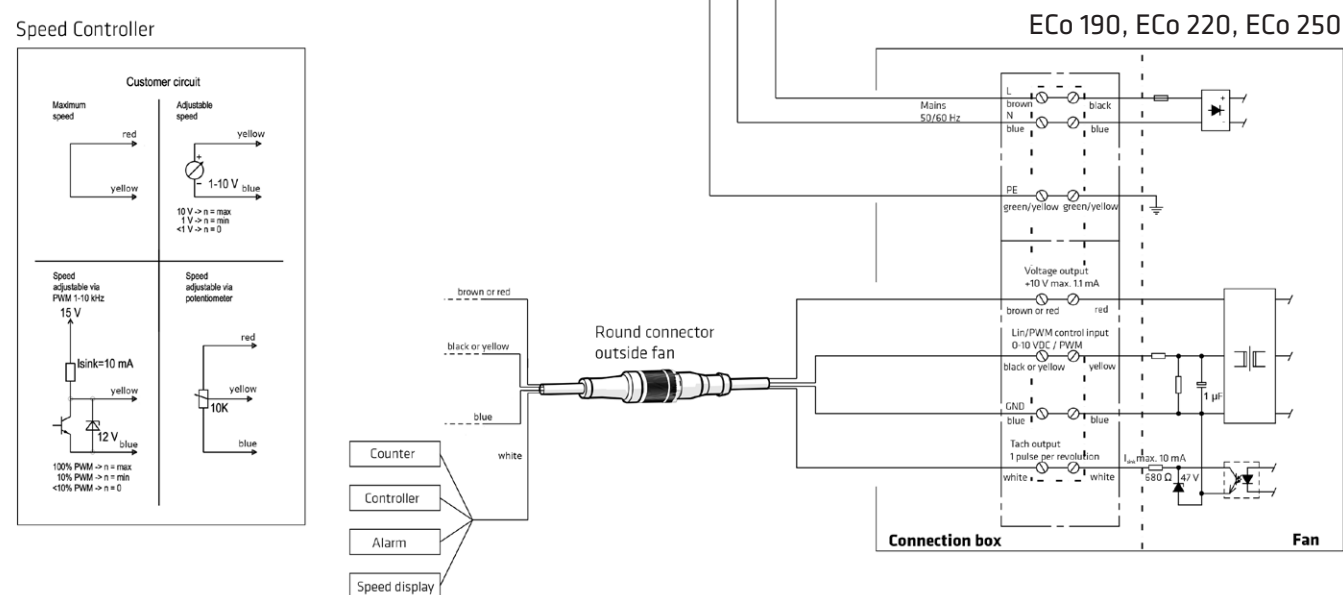 Speed Controller
Customer circuit
Maximum
speed
red
yellow
Adjustable
speed
yellow
+
-
1-10 V
blue
10 V -> n = max
1 V -> n = min
<1 V -> n = 0
Speed
adjustable via
PWM 1-10 kHz
15 V
Isink=10 mA
yellow
12 V
blue
100% PWM -> n = max
10% PWM -> n = min
<10% PWM -> n = 0
Speed
adjustable via
potentiometer
red
yellow
10K
blue
brown or red
black or yellow
blue
white
Counter
Controller
Alarm
Speed display
Round connector
outside fan
ECo 190, ECo 220, ECo 250
Mains
50/60 Hz
L
brown
black
N
blue
blue
+
-
PE
green/yellow
green/yellow
Voltage output
+10 V max. 1.1 mA
brown or red
red
Lin/PWM control input
0-10 VDC / PWM
black or yellow
yellow
1 µF
GND
blue
blue
Tach output
1 pulse per revolution
white
white
Isink max. 10 mA
680 Ω
47 V
Connection box
Fan